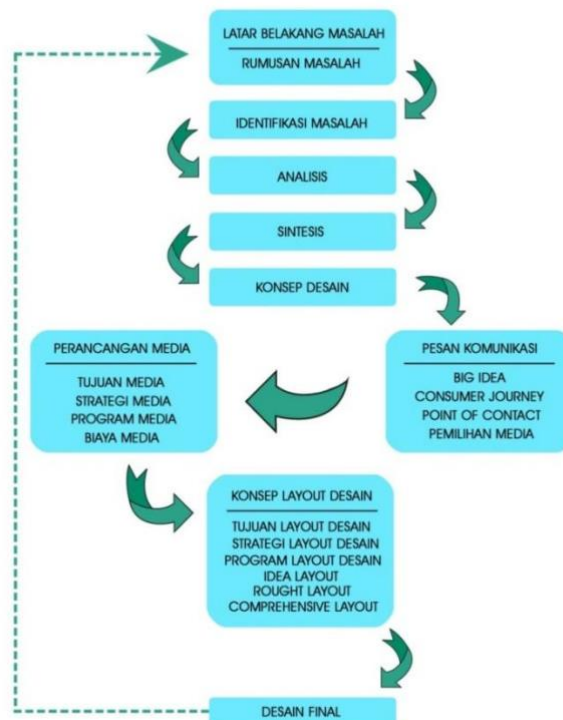 LATAR BELAKANG MASALAH
RUMUSAN MASALAH
IDENTIFIKASI MASALAH
ANALISIS
SINTESIS
KONSEP DESAIN
PESAN KOMUNIKASI
BIG IDEA
CONSUMER JOURNEY
POINT OF CONTACT
PEMILIHAN MEDIA
PERANCANGAN MEDIA
TUJUAN MEDIA
STRATEGI MEDIA
PROGRAM MEDIA
BIAYA MEDIA
KONSEP LAYOUT DESAIN
TUJUAN LAYOUT DESAIN
STRATEGI LAYOUT DESAIN
PROGRAM LAYOUT DESAIN
IDEA LAYOUT
ROUGHT LAYOUT
COMPREHENSIVE LAYOUT
DESAIN FINAL